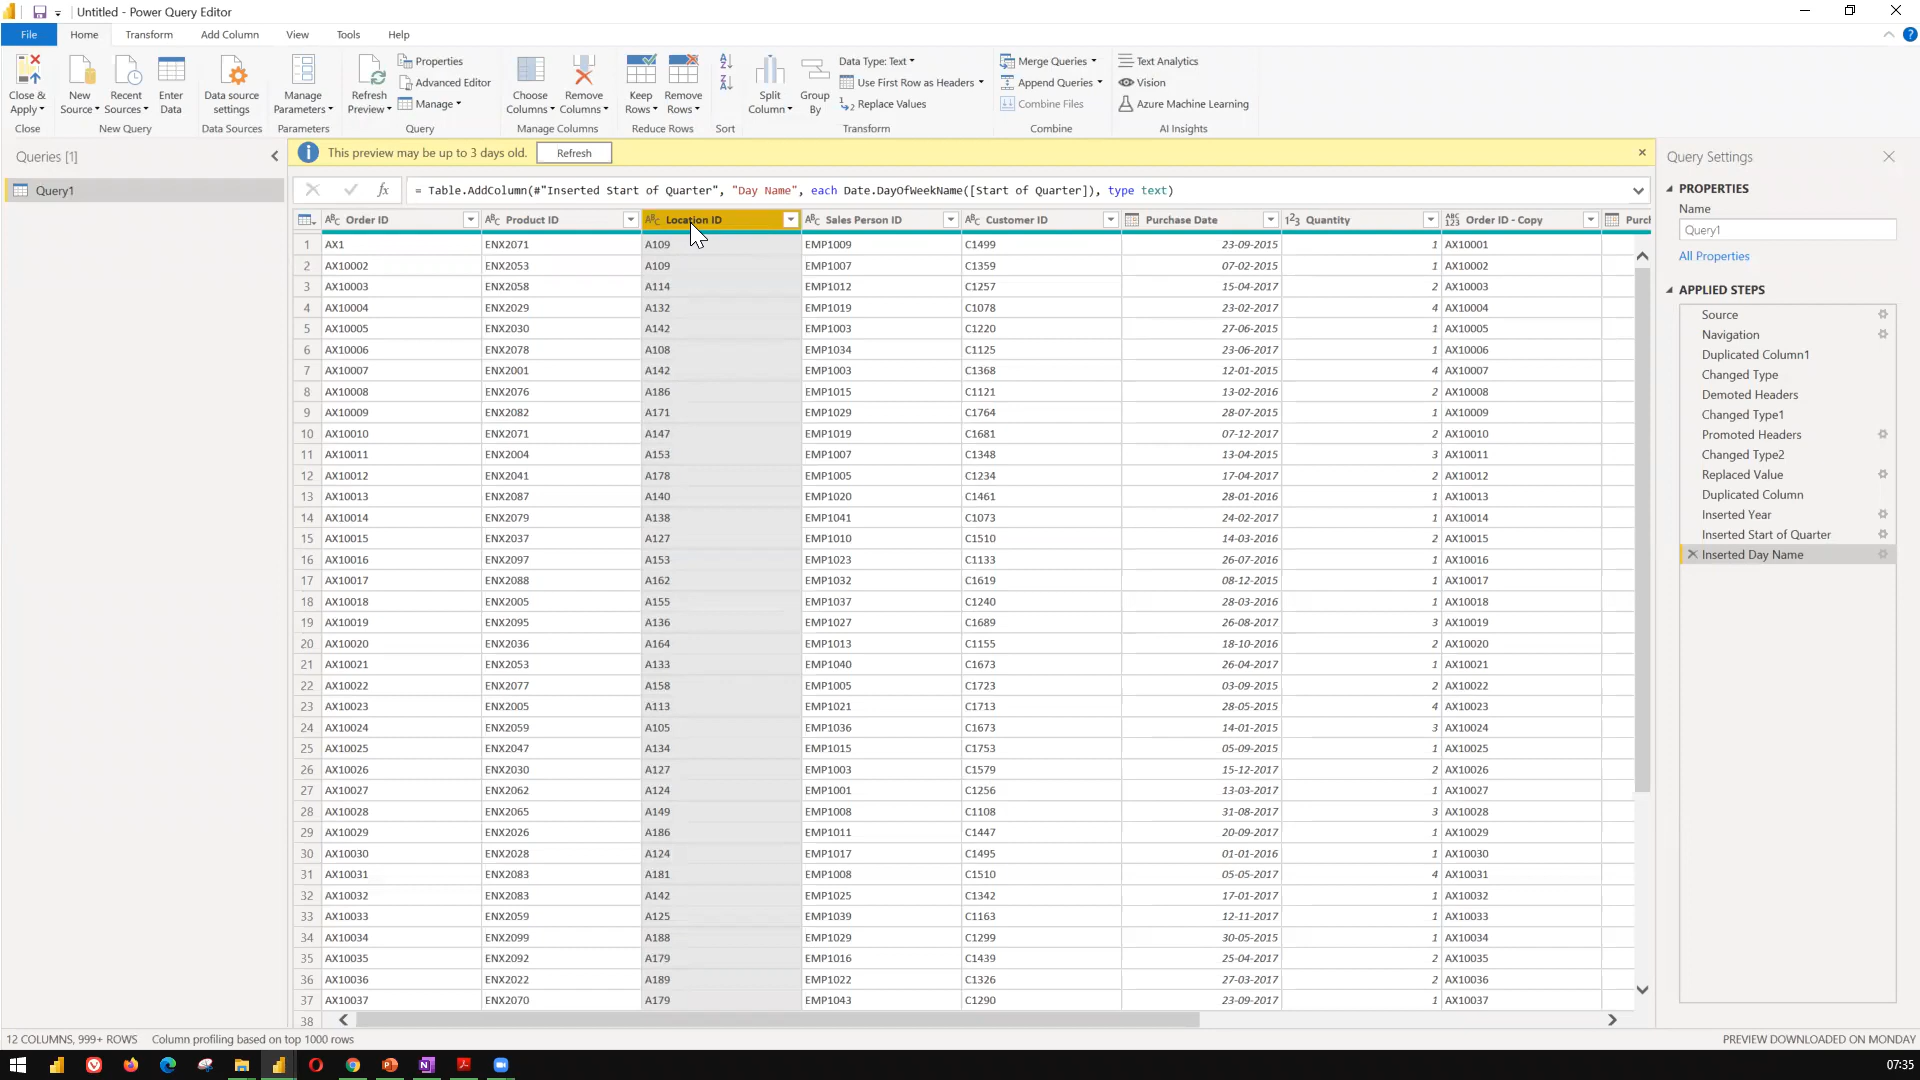 Untitled - Power Query Editor
File Home Transform Add Column View Tools Help
Close & Apply
New Source
Recent Sources
Enter Data
Data source settings
Manage Parameters
Refresh Preview
Properties
Advanced Editor
Manage
Choose Columns
Remove Columns
Keep Rows
Remove Rows
Split Column
Group By
Data Type: Text
Use First Row as Headers
Replace Values
Merge Queries
Append Queries
Combine Files
Text Analytics
Vision
Azure Machine Learning
Close New Query Data Sources Parameters Query Manage Columns Reduce Rows Sort Transform Combine AI Insights
Queries [1]
Query1
This preview may be up to 3 days old. Refresh
= Table.AddColumn(#"Inserted Start of Quarter", "Day Name", each Date.DayOfWeekName([Start of Quarter]), type text)
Order ID Product ID Location ID Sales Person ID Customer ID Purchase Date Quantity Order ID - Copy Purch
1 AX1 ENX2071 A109 EMP1009 C1499 23-09-2015 1 AX10001
2 AX10002 ENX2053 A109 EMP1007 C1359 07-02-2015 1 AX10002
3 AX10003 ENX2058 A114 EMP1012 C1257 15-04-2017 2 AX10003
4 AX10004 ENX2029 A132 EMP1019 C1078 23-02-2017 4 AX10004
5 AX10005 ENX2030 A142 EMP1003 C1220 27-06-2015 1 AX10005
6 AX10006 ENX2078 A108 EMP1034 C1125 23-06-2017 1 AX10006
7 AX10007 ENX2001 A142 EMP1003 C1368 12-01-2015 4 AX10007
8 AX10008 ENX2076 A186 EMP1015 C1121 13-02-2016 2 AX10008
9 AX10009 ENX2082 A171 EMP1029 C1764 28-07-2015 1 AX10009
10 AX10010 ENX2071 A147 EMP1019 C1681 07-12-2017 2 AX10010
11 AX10011 ENX2004 A153 EMP1007 C1348 13-04-2015 3 AX10011
12 AX10012 ENX2041 A178 EMP1005 C1234 17-04-2017 2 AX10012
13 AX10013 ENX2087 A140 EMP1020 C1461 28-01-2016 1 AX10013
14 AX10014 ENX2079 A138 EMP1041 C1073 24-02-2017 1 AX10014
15 AX10015 ENX2037 A127 EMP1010 C1510 14-03-2016 2 AX10015
16 AX10016 ENX2097 A153 EMP1023 C1133 26-07-2016 1 AX10016
17 AX10017 ENX2088 A162 EMP1032 C1619 08-12-2015 1 AX10017
18 AX10018 ENX2005 A155 EMP1037 C1240 28-03-2016 1 AX10018
19 AX10019 ENX2095 A136 EMP1027 C1689 26-08-2017 3 AX10019
20 AX10020 ENX2036 A164 EMP1013 C1155 18-10-2016 2 AX10020
21 AX10021 ENX2053 A133 EMP1040 C1673 26-04-2017 1 AX10021
22 AX10022 ENX2077 A158 EMP1005 C1723 03-09-2015 2 AX10022
23 AX10023 ENX2005 A113 EMP1021 C1713 28-05-2015 4 AX10023
24 AX10024 ENX2059 A105 EMP1036 C1673 14-01-2015 3 AX10024
25 AX10025 ENX2047 A134 EMP1015 C1753 05-09-2015 1 AX10025
26 AX10026 ENX2030 A127 EMP1003 C1579 15-12-2017 2 AX10026
27 AX10027 ENX2062 A124 EMP1001 C1256 13-03-2017 1 AX10027
28 AX10028 ENX2065 A149 EMP1008 C1108 31-08-2017 3 AX10028
29 AX10029 ENX2026 A186 EMP1011 C1447 20-09-2017 1 AX10029
30 AX10030 ENX2028 A124 EMP1017 C1495 01-01-2016 1 AX10030
31 AX10031 ENX2083 A181 EMP1008 C1510 05-05-2017 4 AX10031
32 AX10032 ENX2083 A142 EMP1025 C1342 17-01-2017 1 AX10032
33 AX10033 ENX2059 A125 EMP1039 C1163 12-11-2017 1 AX10033
34 AX10034 ENX2099 A188 EMP1029 C1299 30-05-2015 1 AX10034
35 AX10035 ENX2092 A179 EMP1016 C1439 25-04-2017 2 AX10035
36 AX10036 ENX2022 A189 EMP1022 C1326 27-03-2017 2 AX10036
37 AX10037 ENX2070 A179 EMP1043 C1290 23-09-2017 1 AX10037
38
Query Settings
PROPERTIES
Name
Query1
All Properties
APPLIED STEPS
Source
Navigation
Duplicated Column1
Changed Type
Demoted Headers
Changed Type1
Promoted Headers
Changed Type2
Replaced Value
Duplicated Column
Inserted Year
Inserted Start of Quarter
Inserted Day Name
12 COLUMNS, 999+ ROWS Column profiling based on top 1000 rows PREVIEW DOWNLOADED ON MONDAY
07:35